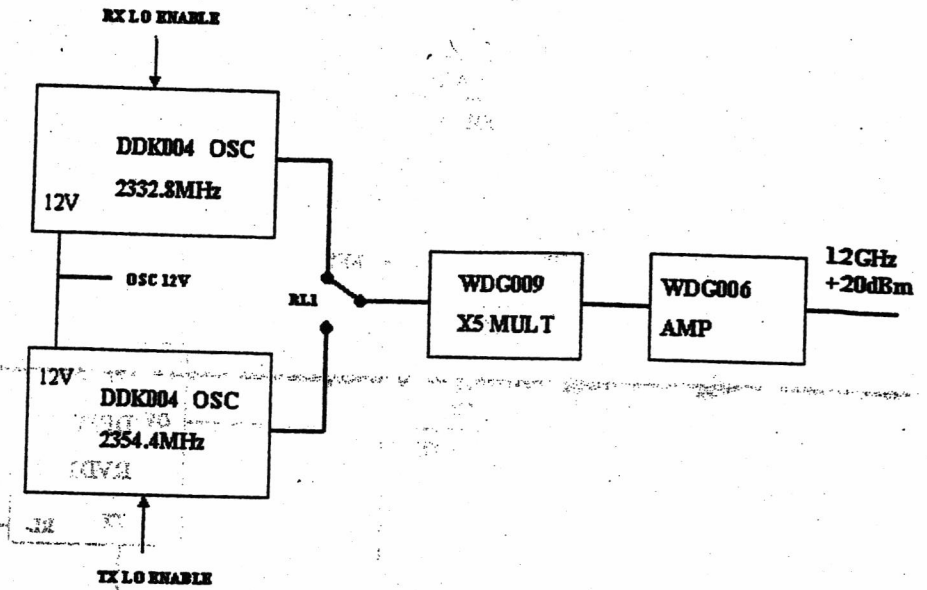 RX LO ENABLE
DDK004 OSC
2332.8MHz
12V
OSC 12V
RL1
WDG009
X5 MULT
WDG006
AMP
12GHz
+20dBm
12V
DDK004 OSC
2354.4MHz
TX LO ENABLE